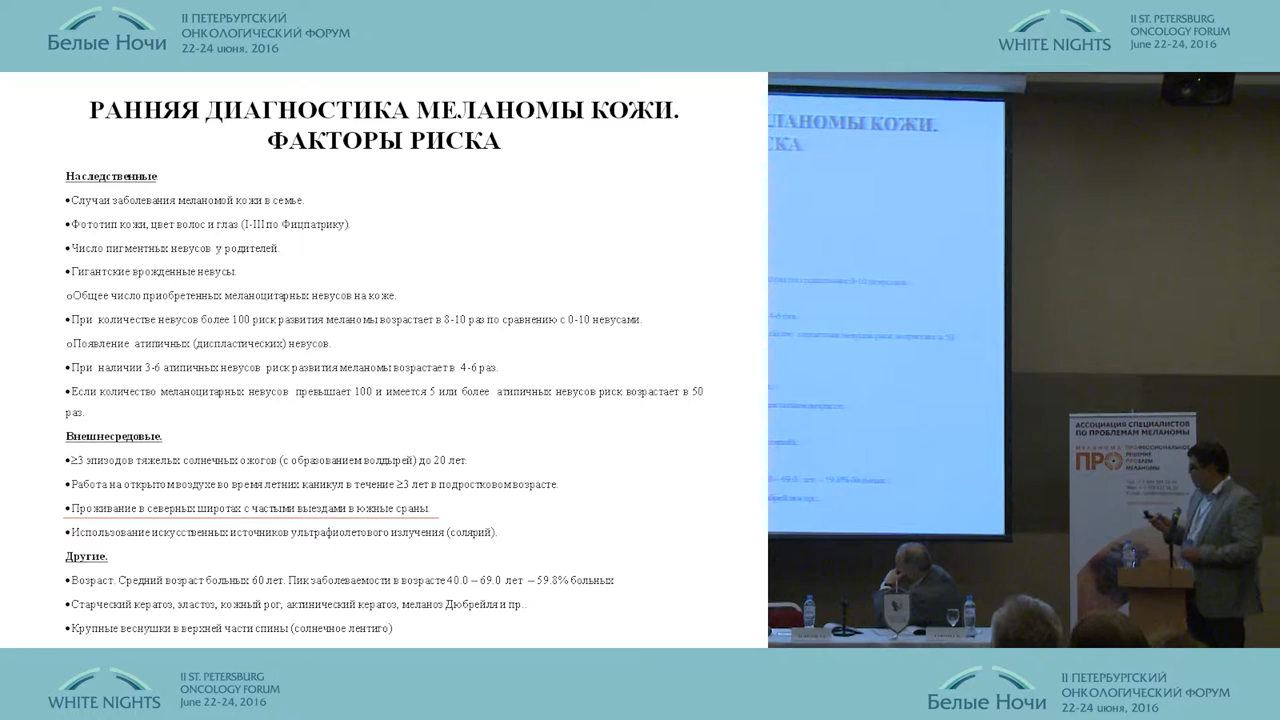 II ПЕТЕРБУРГСКИЙ
ОНКОЛОГИЧЕСКИЙ ФОРУМ
Белые Ночи
22-24 июня, 2016
II ST. PETERSBURG
ONCOLOGY FORUM
WHITE NIGHTS
June 22-24, 2016
РАННЯЯ ДИАГНОСТИКА МЕЛАНОМЫ КОЖИ.
ФАКТОРЫ РИСКА
Наследственные
•Случаи заболевания меланомой кожи в семье.
•Фототип кожи, цвет волос и глаз (I-III по Фицпатрику).
•Число пигментных невусов у родителей.
•Гигантские врожденные невусы.
oОбщее число приобретенных меланоцитарных невусов на коже.
•При количестве невусов более 100 риск развития меланомы возрастает в 8-10 раз по сравнению с 0-10 невусами.
oПоявление атипичных (диспластических) невусов.
•При наличии 3-6 атипичных невусов риск развития меланомы возрастает в 4-6 раз.
•Если количество меланоцитарных невусов превышает 100 и имеется 5 или более атипичных невусов риск возрастает в 50
раз.
Внешнесредовые.
•≥3 эпизодов тяжелых солнечных ожогов (с образованием волдырей) до 20 лет.
•Работа на открытом воздухе во время летних каникул в течение ≥3 лет в подростковом возрасте.
•Проживание в северных широтах с частыми выездами в южные сраны.
•Использование искусственных источников ультрафиолетового излучения (солярий).
Другие.
•Возраст. Средний возраст больных 60 лет. Пик заболеваемости в возрасте 40.0 – 69.0 лет – 59.8% больных
•Старческий кератоз, эластоз, кожный рог, актинический кератоз, меланоз Дюбрейля и пр..
•Крупные веснушки в верхней части спины (солнечное лентиго)
ЛАНОМЫ КОЖИ.
СКА
АССОЦИАЦИЯ СПЕЦИАЛИСТОВ
ПО ПРОБЛЕМАМ МЕЛАНОМЫ
МЕЛАНОМА
ПРО
ПРОФЕССИОНАЛЬНОЕ
РЕШЕНИЕ
ПРОБЛЕМ
МЕЛАНОМЫ
WHITE NIGHTS
II ST. PETERSBURG
ONCOLOGY FORUM
June 22-24, 2016
Белые Ночи
II ПЕТЕРБУРГСКИЙ
ОНКОЛОГИЧЕСКИЙ ФОРУМ
22-24 июня, 2016